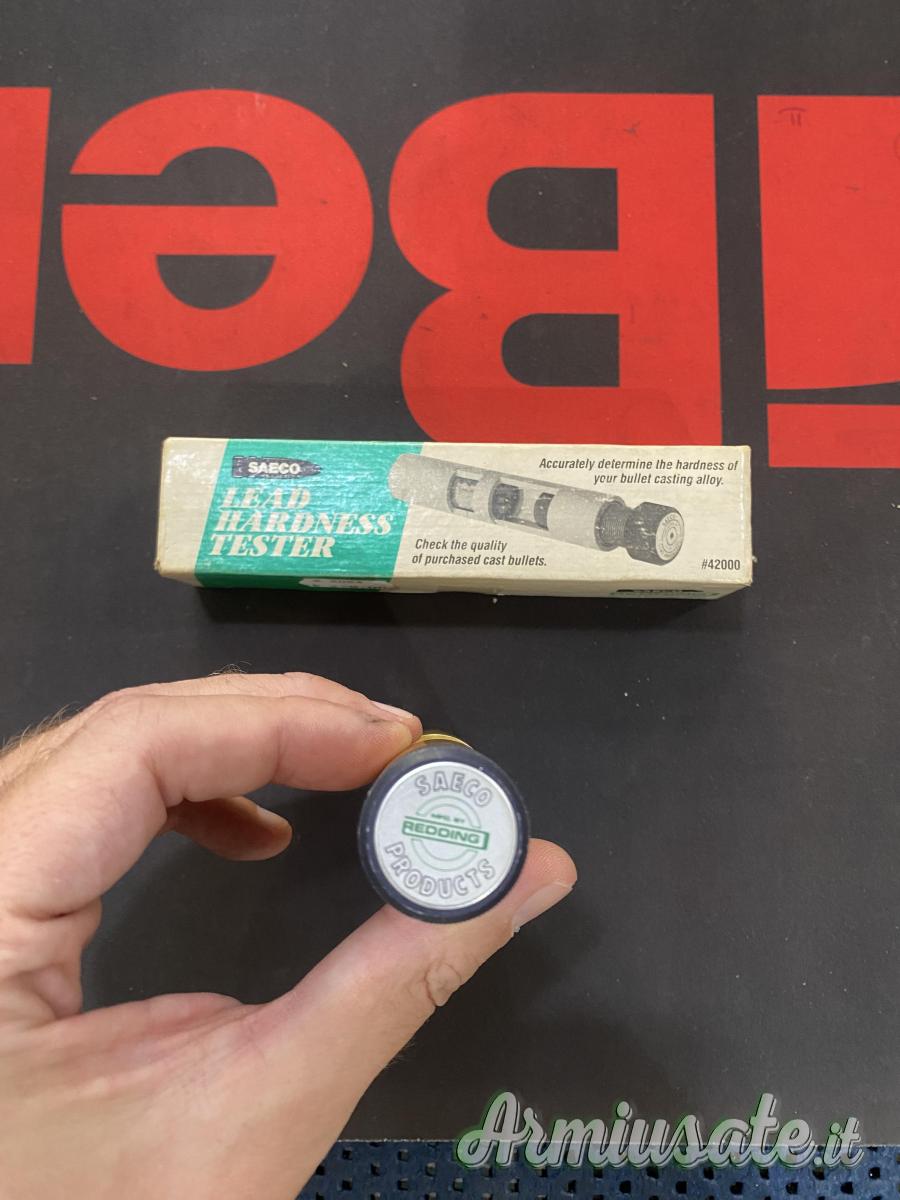 Be
SAECO
LEAD
HARDNESS
TESTER
Accurately determine the hardness of
your bullet casting alloy.
Check the quality
of purchased cast bullets.
#42000
SAECO
MFG. BY
REDDING
PRODUCTS
Armiusate.it